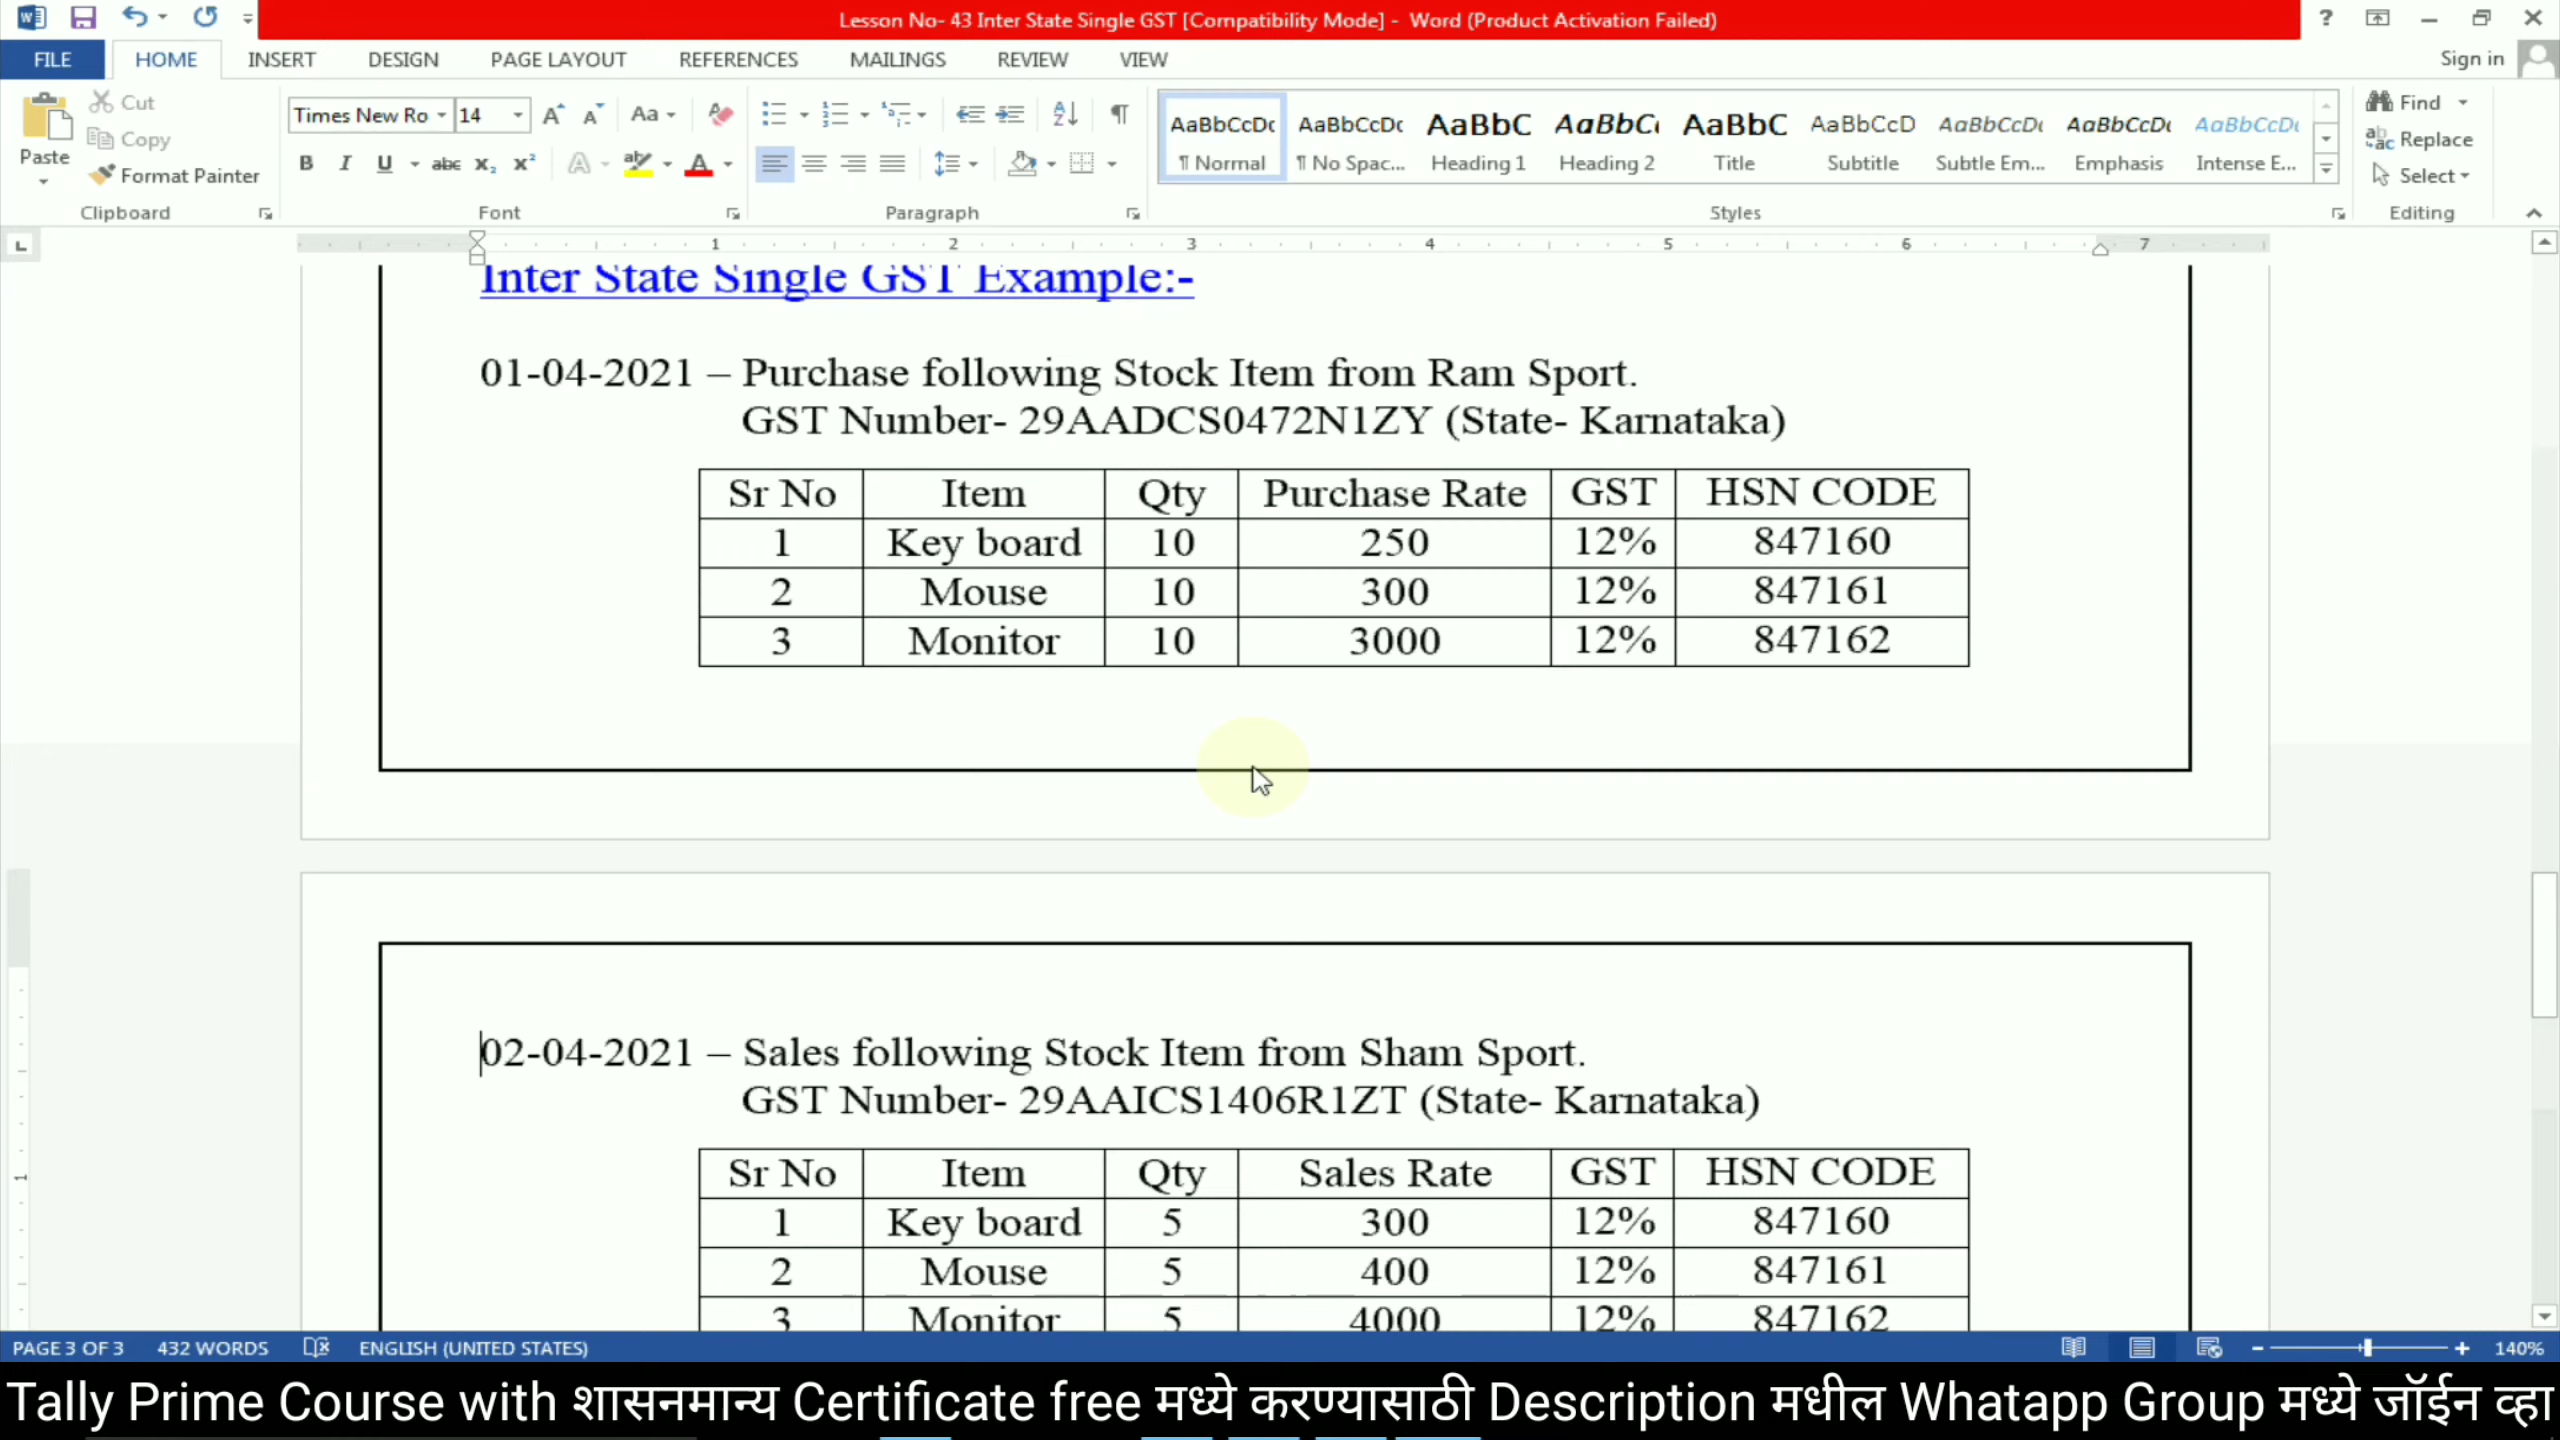 Lesson No- 43 Inter State Single GST [Compatibility Mode] - Word (Product Activation Failed)
FILE HOME INSERT DESIGN PAGE LAYOUT REFERENCES MAILINGS REVIEW VIEW Sign in
Paste Cut Copy Format Painter
Times New Ro 14
AaBbCcDc AaBbCcDc AaBbC AaBbC AaBbC AaBbCcD AaBbCcDc AaBbCcDc AaBbCcDc
¶ Normal ¶ No Spac... Heading 1 Heading 2 Title Subtitle Subtle Em... Emphasis Intense E...
Find Replace Select
Clipboard Font Paragraph Styles Editing
1 2 3 4 5 6 7
Inter State Single GST Example:-
01-04-2021 – Purchase following Stock Item from Ram Sport.
GST Number- 29AADCS0472N1ZY (State- Karnataka)
Sr No Item Qty Purchase Rate GST HSN CODE
1 Key board 10 250 12% 847160
2 Mouse 10 300 12% 847161
3 Monitor 10 3000 12% 847162
02-04-2021 – Sales following Stock Item from Sham Sport.
GST Number- 29AAICS1406R1ZT (State- Karnataka)
Sr No Item Qty Sales Rate GST HSN CODE
1 Key board 5 300 12% 847160
2 Mouse 5 400 12% 847161
3 Monitor 5 4000 12% 847162
PAGE 3 OF 3 432 WORDS ENGLISH (UNITED STATES) 140%
Tally Prime Course with शासनमान्य Certificate free मध्ये करण्यासाठी Description मधील Whatapp Group मध्ये जॉईन व्हा